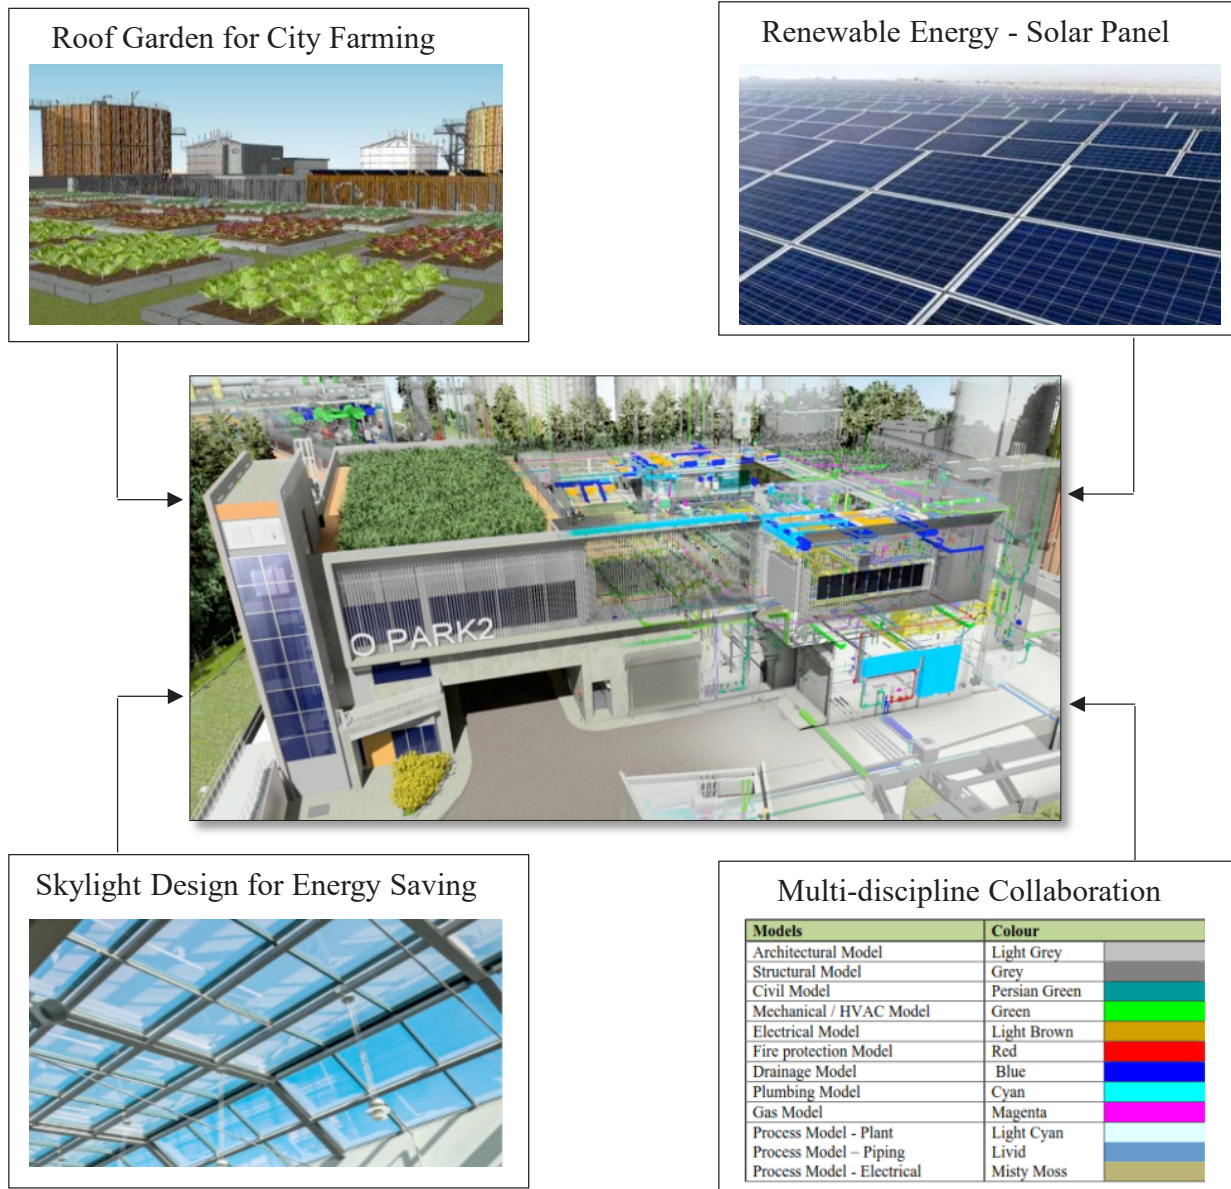 Roof Garden for City Farming
Renewable Energy - Solar Panel
O PARK2
Skylight Design for Energy Saving
Multi-discipline Collaboration
Models Colour
Architectural Model Light Grey
Structural Model Grey
Civil Model Persian Green
Mechanical / HVAC Model Green
Electrical Model Light Brown
Fire protection Model Red
Drainage Model Blue
Plumbing Model Cyan
Gas Model Magenta
Process Model - Plant Light Cyan
Process Model – Piping Livid
Process Model - Electrical Misty Moss